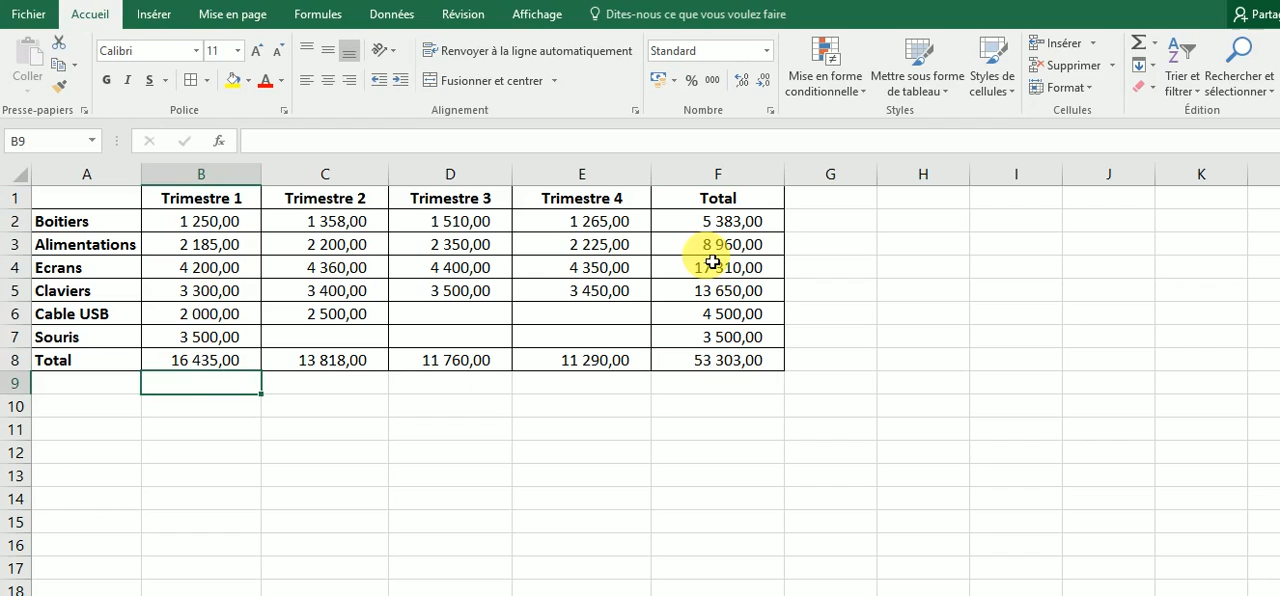 Fichier Accueil Insérer Mise en page Formules Données Révision Affichage Dites-nous ce que vous voulez faire Partag
Coller Calibri 11 A A Renvoyer à la ligne automatiquement Standard Mise en forme conditionnelle Mettre sous forme de tableau Styles de cellules Insérer Σ Trier et filtrer Rechercher et sélectionner
G I S A Fusionner et centrer % 000 Supprimer
Format
Presse-papiers Police Alignement Nombre Styles Cellules Édition
B9 fx
A B C D E F G H I J K
1 Trimestre 1 Trimestre 2 Trimestre 3 Trimestre 4 Total
2 Boitiers 1 250,00 1 358,00 1 510,00 1 265,00 5 383,00
3 Alimentations 2 185,00 2 200,00 2 350,00 2 225,00 8 960,00
4 Ecrans 4 200,00 4 360,00 4 400,00 4 350,00 17 310,00
5 Claviers 3 300,00 3 400,00 3 500,00 3 450,00 13 650,00
6 Cable USB 2 000,00 2 500,00 4 500,00
7 Souris 3 500,00 3 500,00
8 Total 16 435,00 13 818,00 11 760,00 11 290,00 53 303,00
9
10
11
12
13
14
15
16
17
18